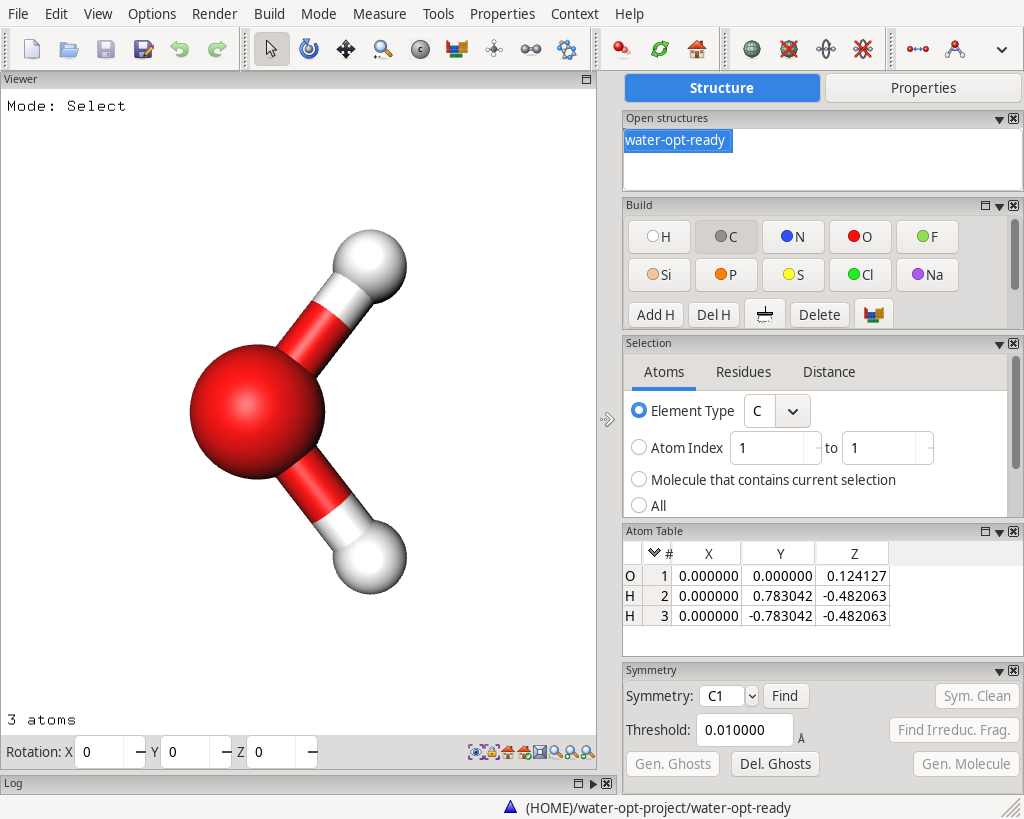 File Edit View Options Render Build Mode Measure Tools Properties Context Help
Viewer
Mode: Select
3 atoms
Rotation: X 0 Y 0 Z 0
Log
Structure Properties
Open structures
water-opt-ready
Build
H C N O F
Si P S Cl Na
Add H Del H Delete
Selection
Atoms Residues Distance
Element Type C
Atom Index 1 to 1
Molecule that contains current selection
All
Atom Table
# X Y Z
O 1 0.000000 0.000000 0.124127
H 2 0.000000 0.783042 -0.482063
H 3 0.000000 -0.783042 -0.482063
Symmetry
Symmetry: C1 Find Sym. Clean
Threshold: 0.010000 Å Find Irreduc. Frag.
Gen. Ghosts Del. Ghosts Gen. Molecule
(HOME)/water-opt-project/water-opt-ready